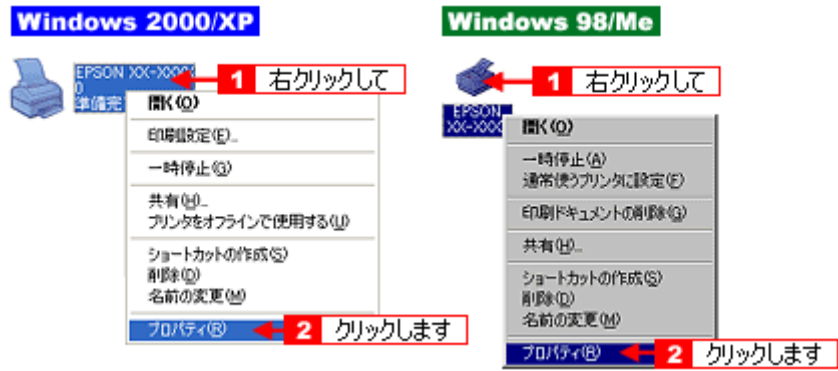 Windows 2000/XP
EPSON XX-XXXX
0
準備完
1 右クリックして
開く(O)
印刷設定(E)...
一時停止(G)
共有(H)...
プリンタをオフラインで使用する(U)
ショートカットの作成(S)
削除(D)
名前の変更(M)
プロパティ(R)
2 クリックします
Windows 98/Me
1 右クリックして
EPSON
XX-XXX
開く(O)
一時停止(A)
通常使うプリンタに設定(F)
印刷ドキュメントの削除(G)
共有(H)...
ショートカットの作成(S)
削除(D)
名前の変更(M)
プロパティ(R)
2 クリックします